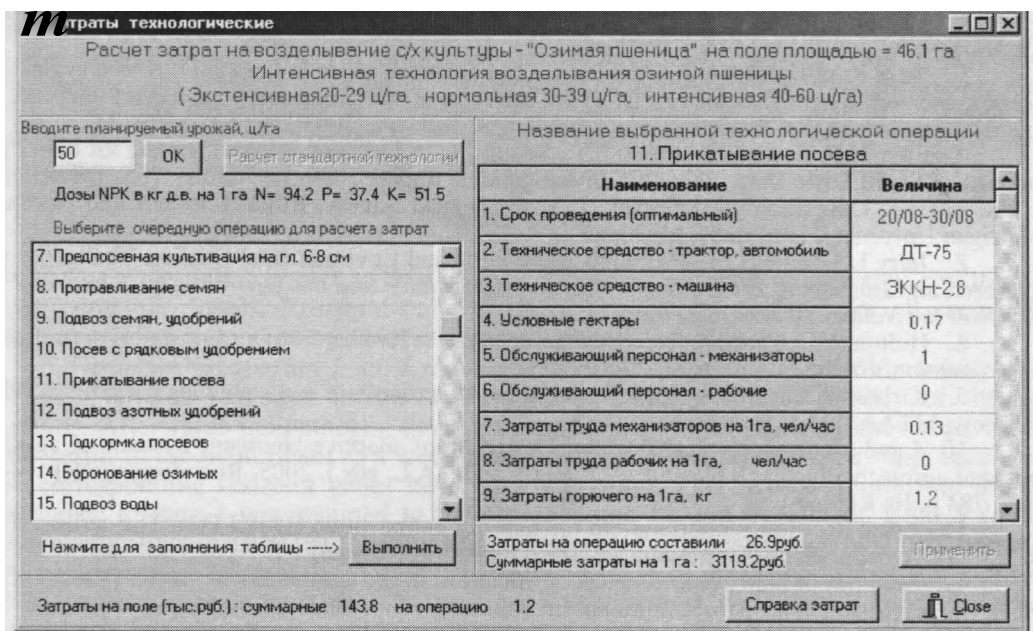 траты технологические
Расчет затрат на возделывание с/х культуры - "Озимая пшеница" на поле площадью = 46.1 га
Интенсивная технология возделывания озимой пшеницы.
( Экстенсивная20-29 ц/га, нормальная 30-39 ц/га, интенсивная 40-60 ц/га)
Вводите планируемый урожай, ц/га
50 OK Расчет стандартной технологии
Дозы NPK в кг д.в. на 1 га N= 94.2 P= 37.4 K= 51.5
Выберите очередную операцию для расчета затрат
7. Предпосевная культивация на гл. 6-8 см
8. Протравливание семян
9. Подвоз семян, удобрений
10. Посев с рядковым удобрением
11. Прикатывание посева
12. Подвоз азотных удобрений
13. Подкормка посевов
14. Боронование озимых
15. Подвоз воды
Нажмите для заполнения таблицы -----> Выполнить
Название выбранной технологической операции
11. Прикатывание посева
Наименование Величина
1. Срок проведения (оптимальный) 20/08-30/08
2. Техническое средство - трактор, автомобиль ДТ-75
3. Техническое средство - машина ЗККН-2,8
4. Условные гектары 0.17
5. Обслуживающий персонал - механизаторы 1
6. Обслуживающий персонал - рабочие 0
7. Затраты труда механизаторов на 1га, чел/час 0.13
8. Затраты труда рабочих на 1га, чел/час 0
9. Затраты горючего на 1га, кг 1.2
Затраты на операцию составили 26.9руб.
Суммарные затраты на 1 га : 3119.2руб.
Применить
Затраты на поле (тыс.руб.) : суммарные 143.8 на операцию 1.2 Справка затрат Close